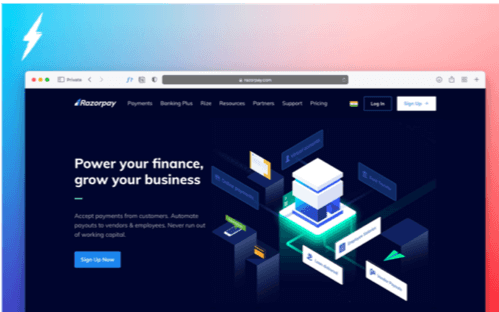 Private
razorpay.com
Razorpay Payments Banking Plus Rize Resources Partners Support Pricing Log In Sign Up
Power your finance,
grow your business
Accept payments from customers. Automate
payouts to vendors & employees. Never run out
of working capital.
Sign Up Now